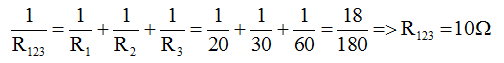 1/R₁₂₃ = 1/R₁ + 1/R₂ + 1/R₃ = 1/20 + 1/30 + 1/60 = 18/180 => R₁₂₃ = 10Ω